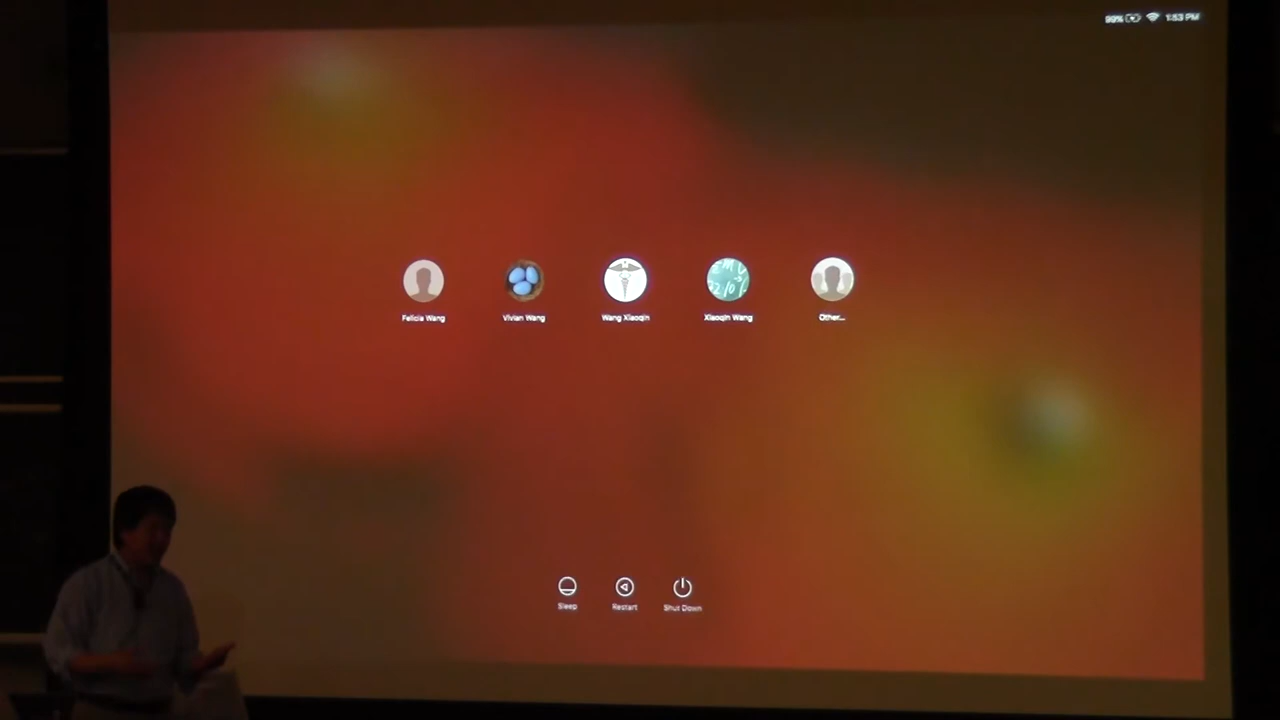 99% 1:53 PM
Felicia Wang
Vivian Wang
Wang Xiaoqin
Xiaoqin Wang
Other...
Sleep
Restart
Shut Down